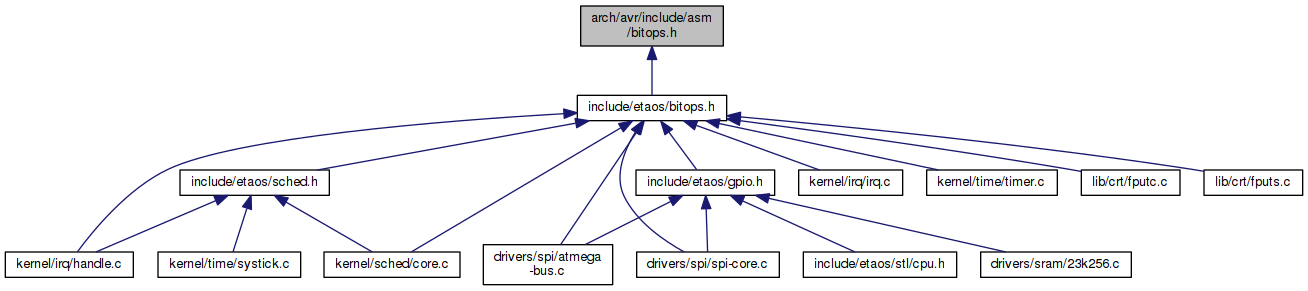 arch/avr/include/asm
/bitops.h
include/etaos/bitops.h
include/etaos/sched.h
include/etaos/gpio.h
kernel/irq/irq.c
kernel/time/timer.c
lib/crt/fputc.c
lib/crt/fputs.c
kernel/irq/handle.c
kernel/time/systick.c
kernel/sched/core.c
drivers/spi/atmega
-bus.c
drivers/spi/spi-core.c
include/etaos/stl/cpu.h
drivers/sram/23k256.c